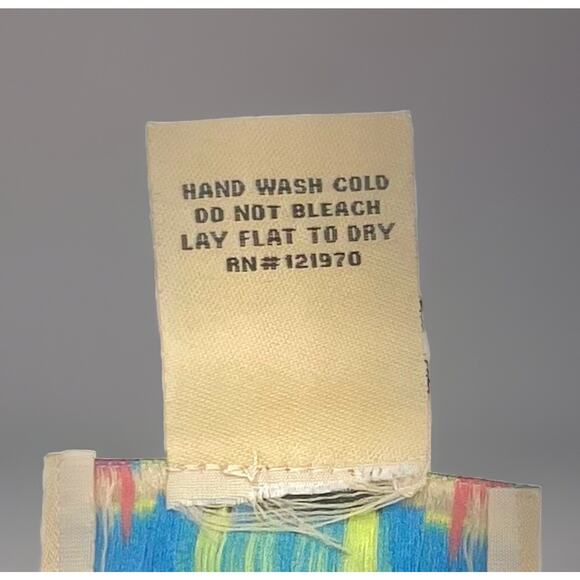 HAND WASH COLD
DO NOT BLEACH
LAY FLAT TO DRY
RN#121970